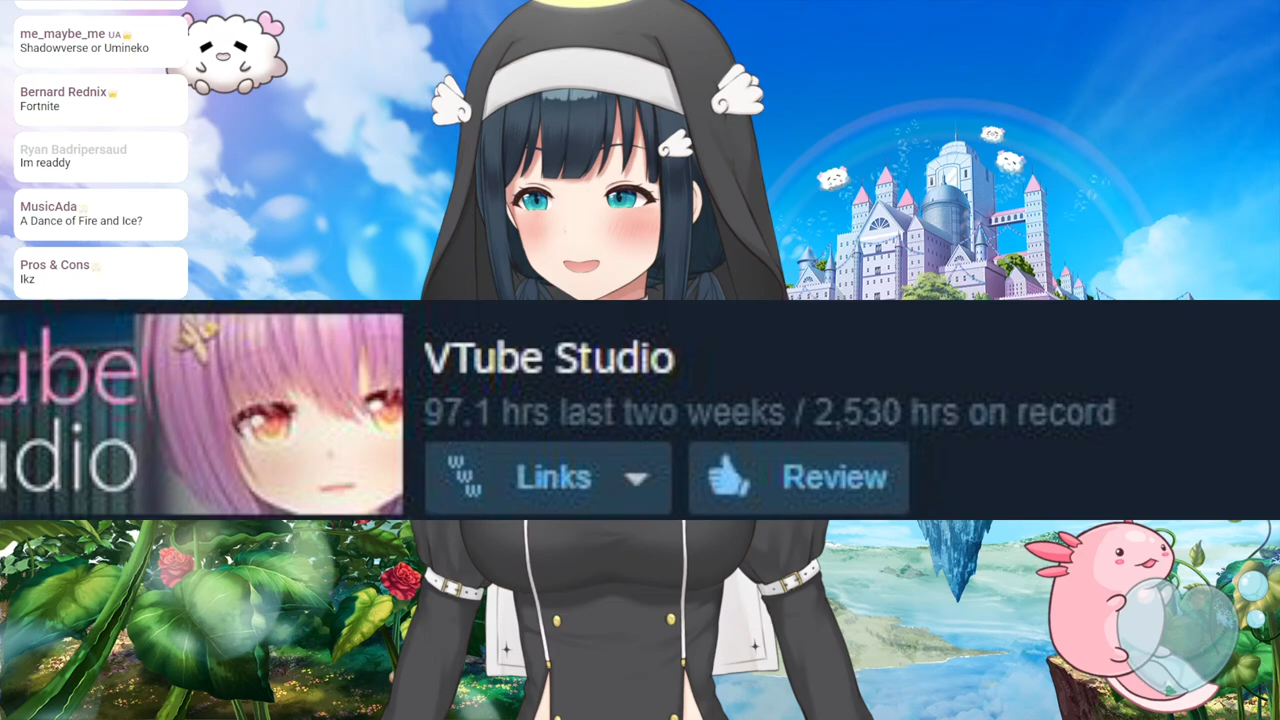 me_maybe_me UA
Shadowverse or Umineko
Bernard Rednix
Fortnite
Ryan Badripersaud
Im readdy
MusicAda
A Dance of Fire and Ice?
Pros & Cons
Ikz
ube
udio
VTube Studio
97.1 hrs last two weeks / 2,530 hrs on record
Links
Review